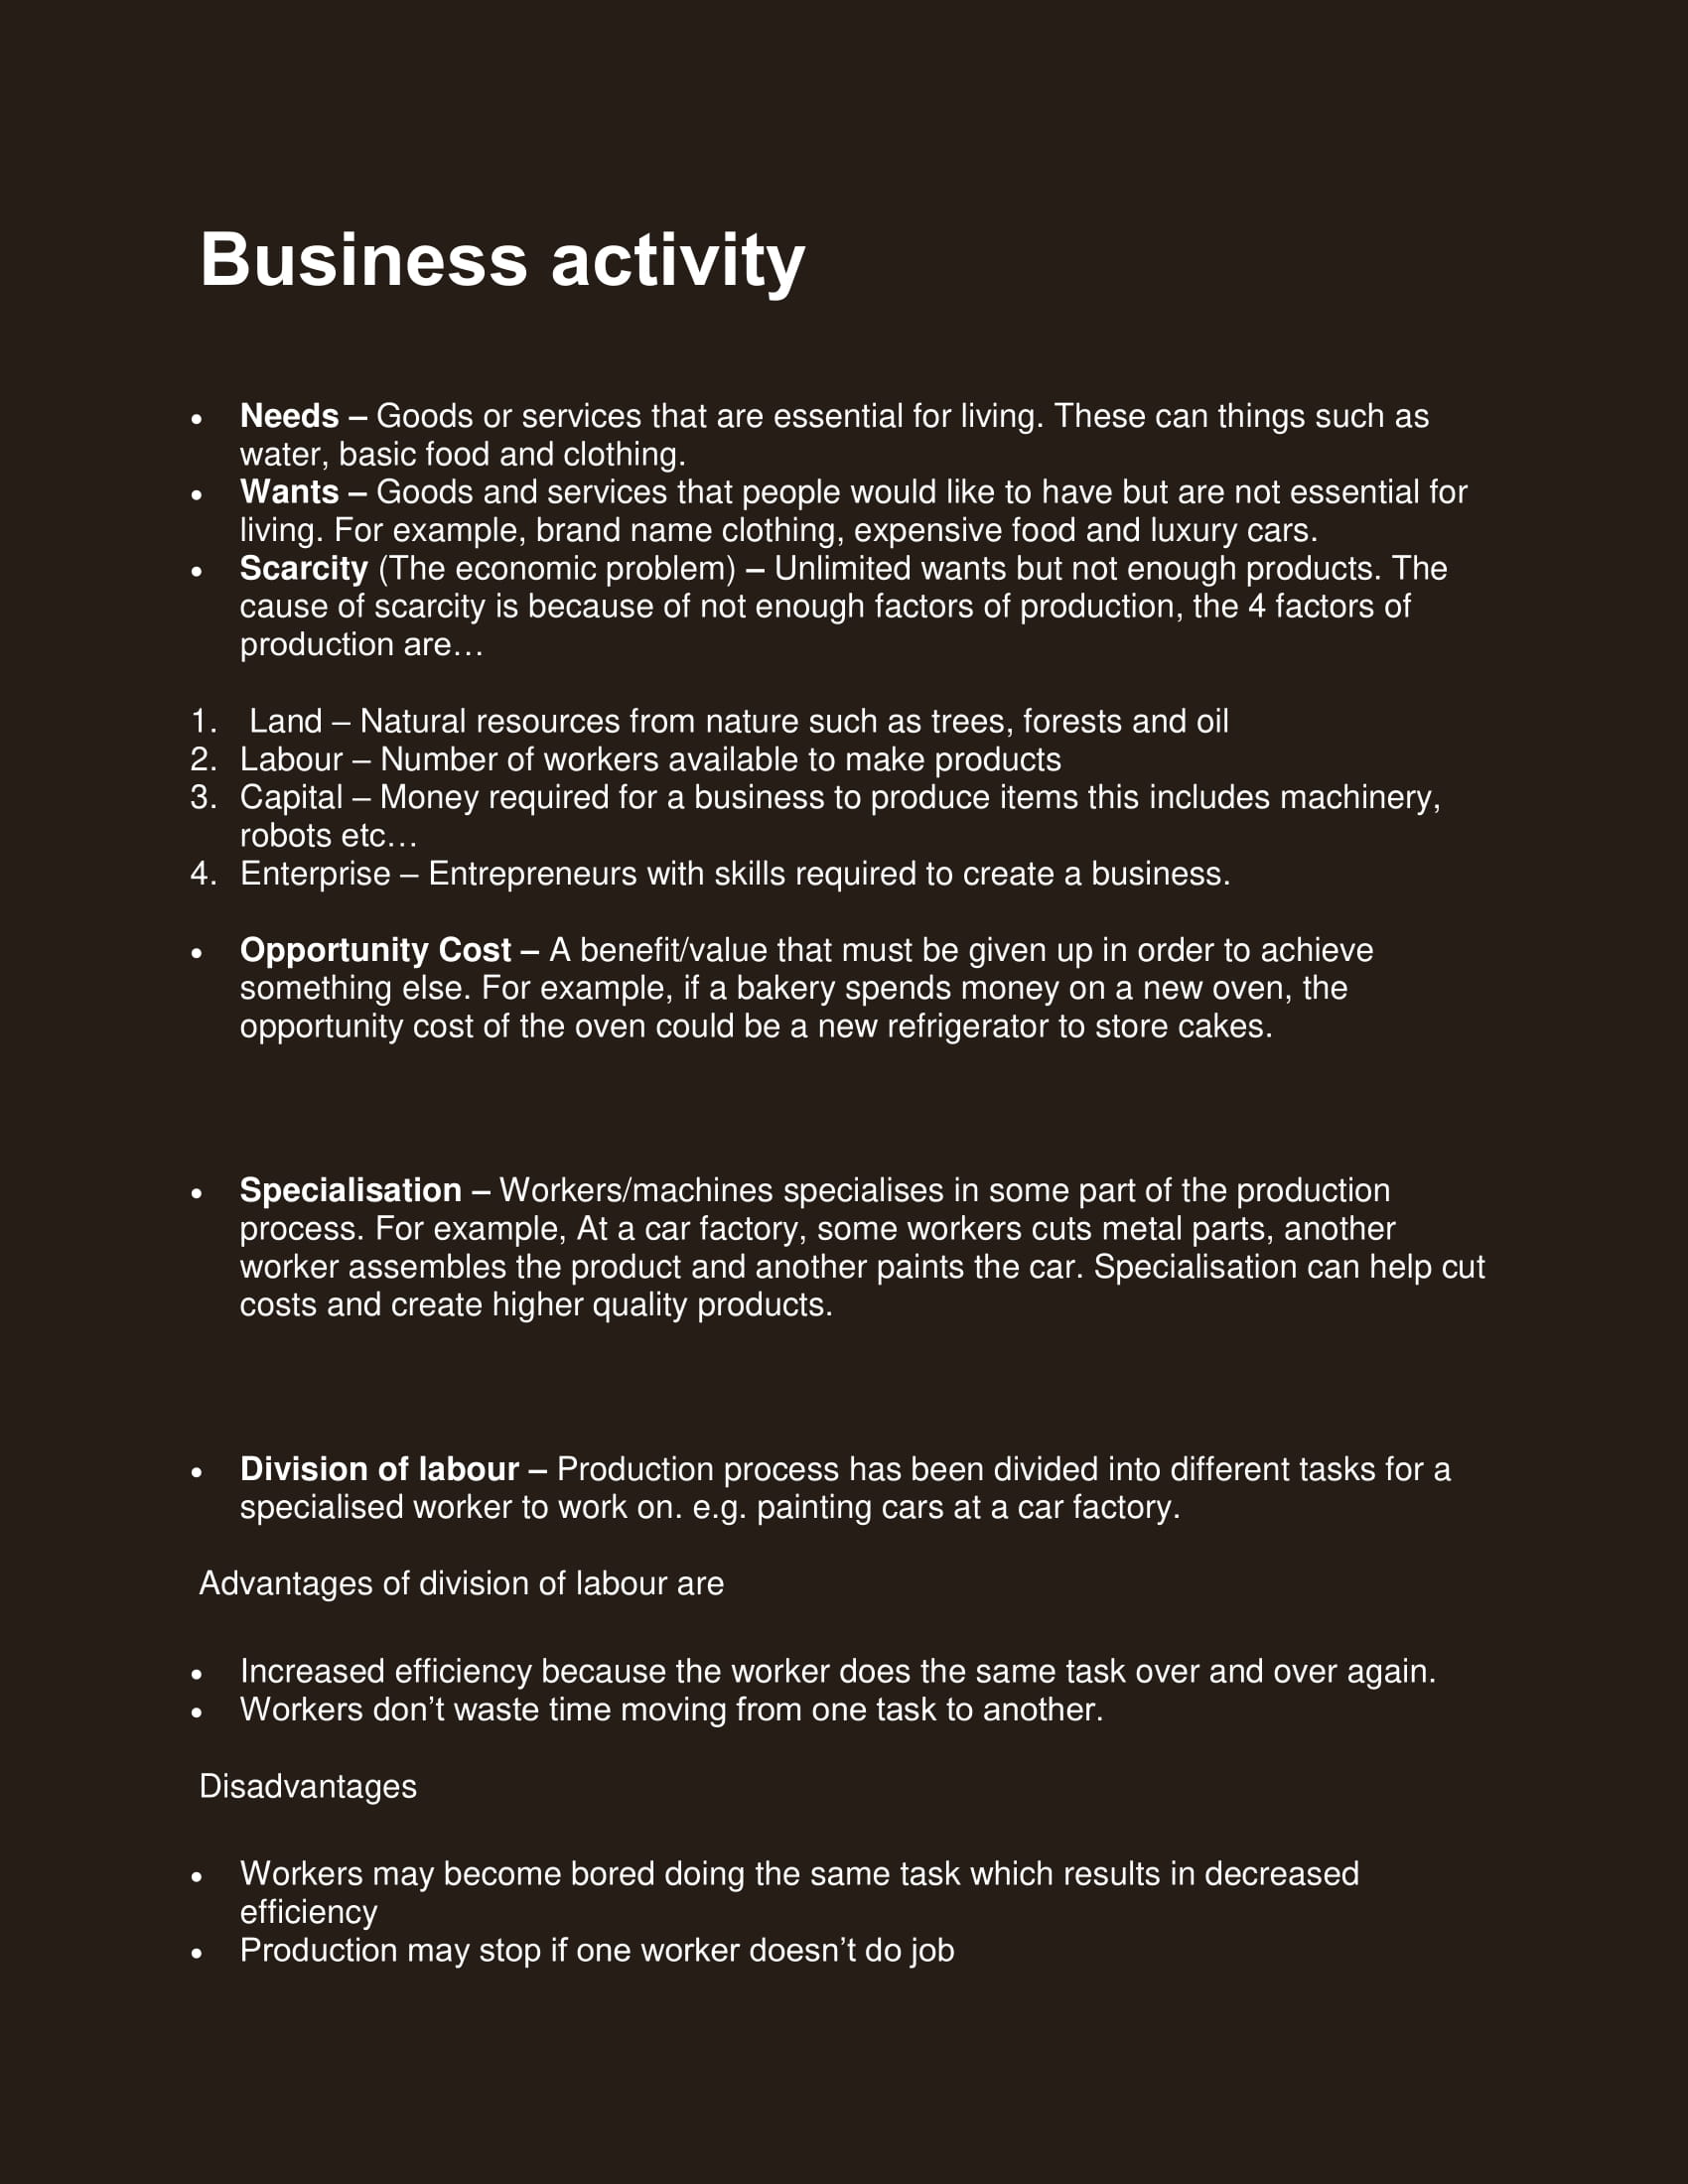 Business activity
• Needs – Goods or services that are essential for living. These can things such as
water, basic food and clothing.
• Wants – Goods and services that people would like to have but are not essential for
living. For example, brand name clothing, expensive food and luxury cars.
• Scarcity (The economic problem) – Unlimited wants but not enough products. The
cause of scarcity is because of not enough factors of production, the 4 factors of
production are…
1. Land – Natural resources from nature such as trees, forests and oil
2. Labour – Number of workers available to make products
3. Capital – Money required for a business to produce items this includes machinery,
robots etc…
4. Enterprise – Entrepreneurs with skills required to create a business.
• Opportunity Cost – A benefit/value that must be given up in order to achieve
something else. For example, if a bakery spends money on a new oven, the
opportunity cost of the oven could be a new refrigerator to store cakes.
• Specialisation – Workers/machines specialises in some part of the production
process. For example, At a car factory, some workers cuts metal parts, another
worker assembles the product and another paints the car. Specialisation can help cut
costs and create higher quality products.
• Division of labour – Production process has been divided into different tasks for a
specialised worker to work on. e.g. painting cars at a car factory.
Advantages of division of labour are
• Increased efficiency because the worker does the same task over and over again.
• Workers don’t waste time moving from one task to another.
Disadvantages
• Workers may become bored doing the same task which results in decreased
efficiency
• Production may stop if one worker doesn’t do job